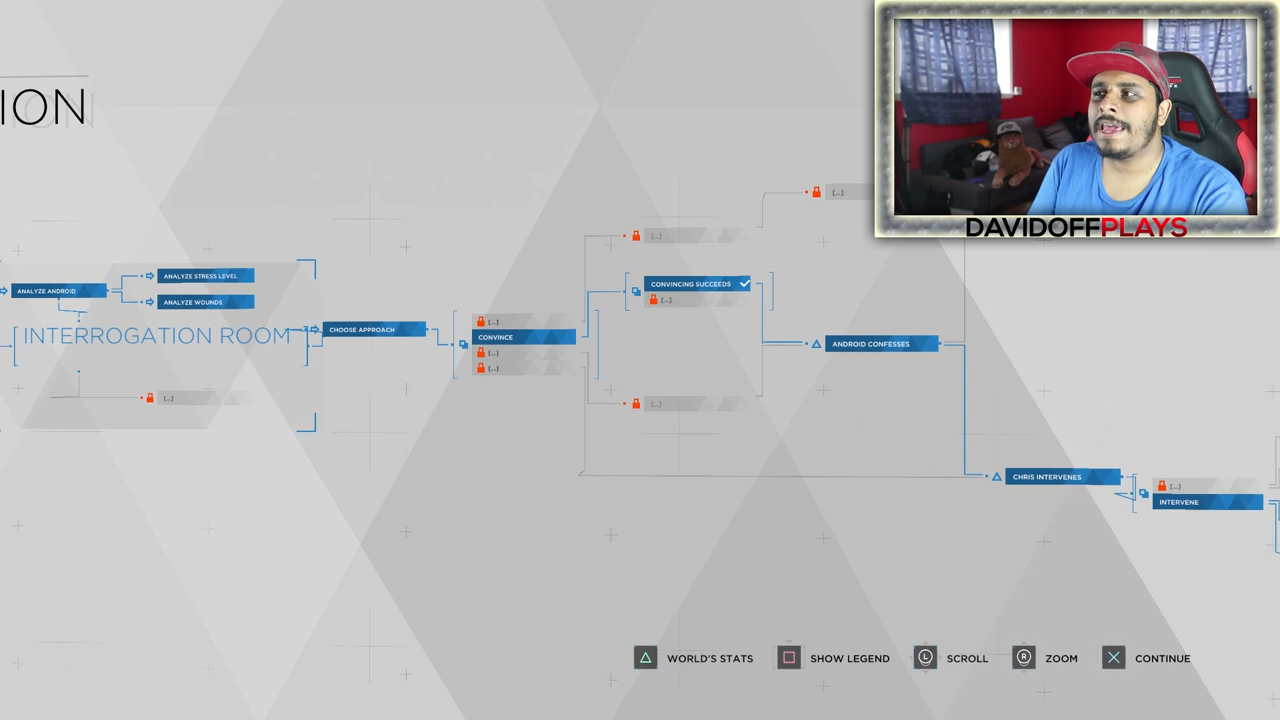 ION
DAVIDOFFPLAYS
[...]
[...]
ANALYZE STRESS LEVEL
ANALYZE ANDROID
ANALYZE WOUNDS
CONVINCING SUCCEEDS
[...]
[...]
INTERROGATION ROOM
CHOOSE APPROACH
CONVINCE
[...]
[...]
ANDROID CONFESSES
[...]
[...]
CHRIS INTERVENES
[...]
INTERVENE
WORLD'S STATS
SHOW LEGEND
L SCROLL
R ZOOM
CONTINUE